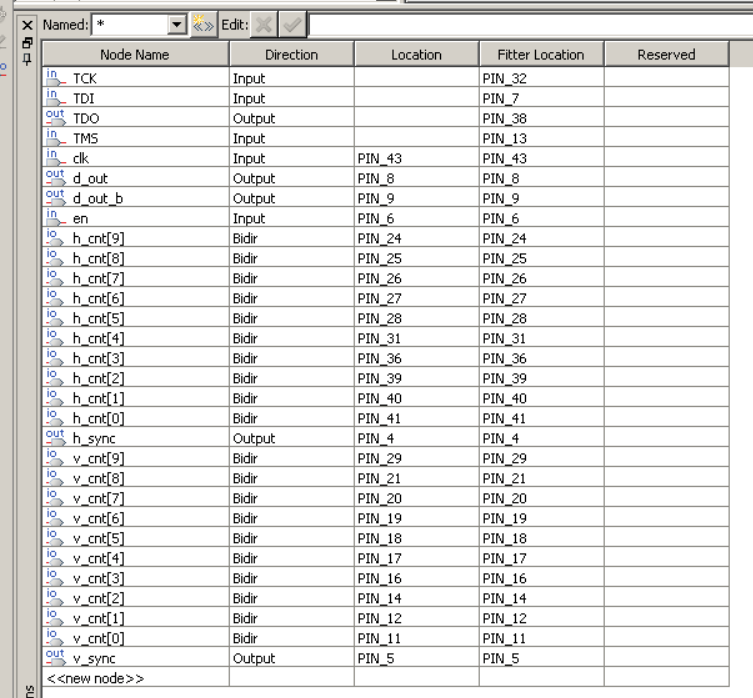 Named: * Edit:
Node Name Direction Location Fitter Location Reserved
in TCK Input PIN_32
in TDI Input PIN_7
out TDO Output PIN_38
in TMS Input PIN_13
in clk Input PIN_43 PIN_43
out d_out Output PIN_8 PIN_8
out d_out_b Output PIN_9 PIN_9
in en Input PIN_6 PIN_6
io h_cnt[9] Bidir PIN_24 PIN_24
io h_cnt[8] Bidir PIN_25 PIN_25
io h_cnt[7] Bidir PIN_26 PIN_26
io h_cnt[6] Bidir PIN_27 PIN_27
io h_cnt[5] Bidir PIN_28 PIN_28
io h_cnt[4] Bidir PIN_31 PIN_31
io h_cnt[3] Bidir PIN_36 PIN_36
io h_cnt[2] Bidir PIN_39 PIN_39
io h_cnt[1] Bidir PIN_40 PIN_40
io h_cnt[0] Bidir PIN_41 PIN_41
out h_sync Output PIN_4 PIN_4
io v_cnt[9] Bidir PIN_29 PIN_29
io v_cnt[8] Bidir PIN_21 PIN_21
io v_cnt[7] Bidir PIN_20 PIN_20
io v_cnt[6] Bidir PIN_19 PIN_19
io v_cnt[5] Bidir PIN_18 PIN_18
io v_cnt[4] Bidir PIN_17 PIN_17
io v_cnt[3] Bidir PIN_16 PIN_16
io v_cnt[2] Bidir PIN_14 PIN_14
io v_cnt[1] Bidir PIN_12 PIN_12
io v_cnt[0] Bidir PIN_11 PIN_11
out v_sync Output PIN_5 PIN_5
<<new node>>